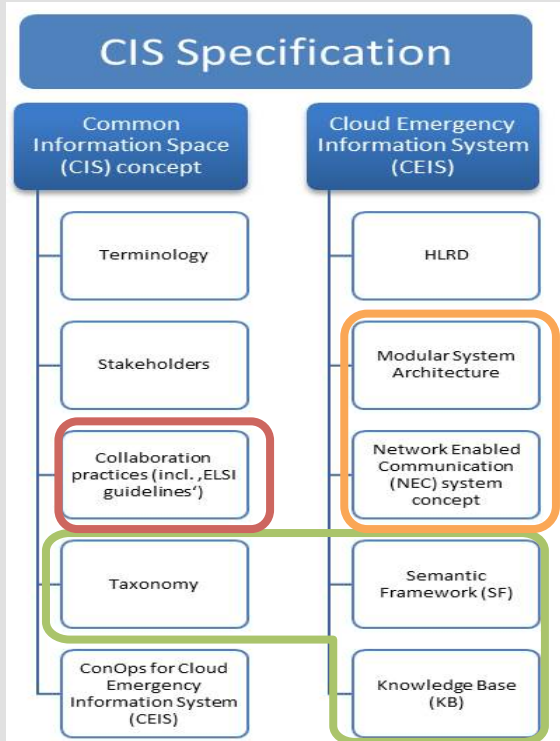 CIS Specification
Common
Information Space
(CIS) concept
Terminology
Stakeholders
Collaboration
practices (incl. ‚ELSI
guidelines‘)
Taxonomy
ConOps for Cloud
Emergency
Information System
(CEIS)
Cloud Emergency
Information System
(CEIS)
HLRD
Modular System
Architecture
Network Enabled
Communication
(NEC) system
concept
Semantic
Framework (SF)
Knowledge Base
(KB)